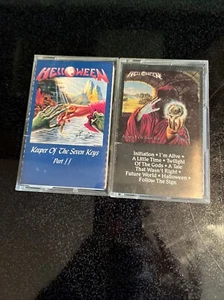 HELLOWEEN
Keeper Of The Seven Keys
Part II
HELLOWEEN
Initiation • I'm Alive •
A Little Time • Twilight
Of The Gods • A Tale
That Wasn't Right •
Future World • Halloween •
Follow The Sign